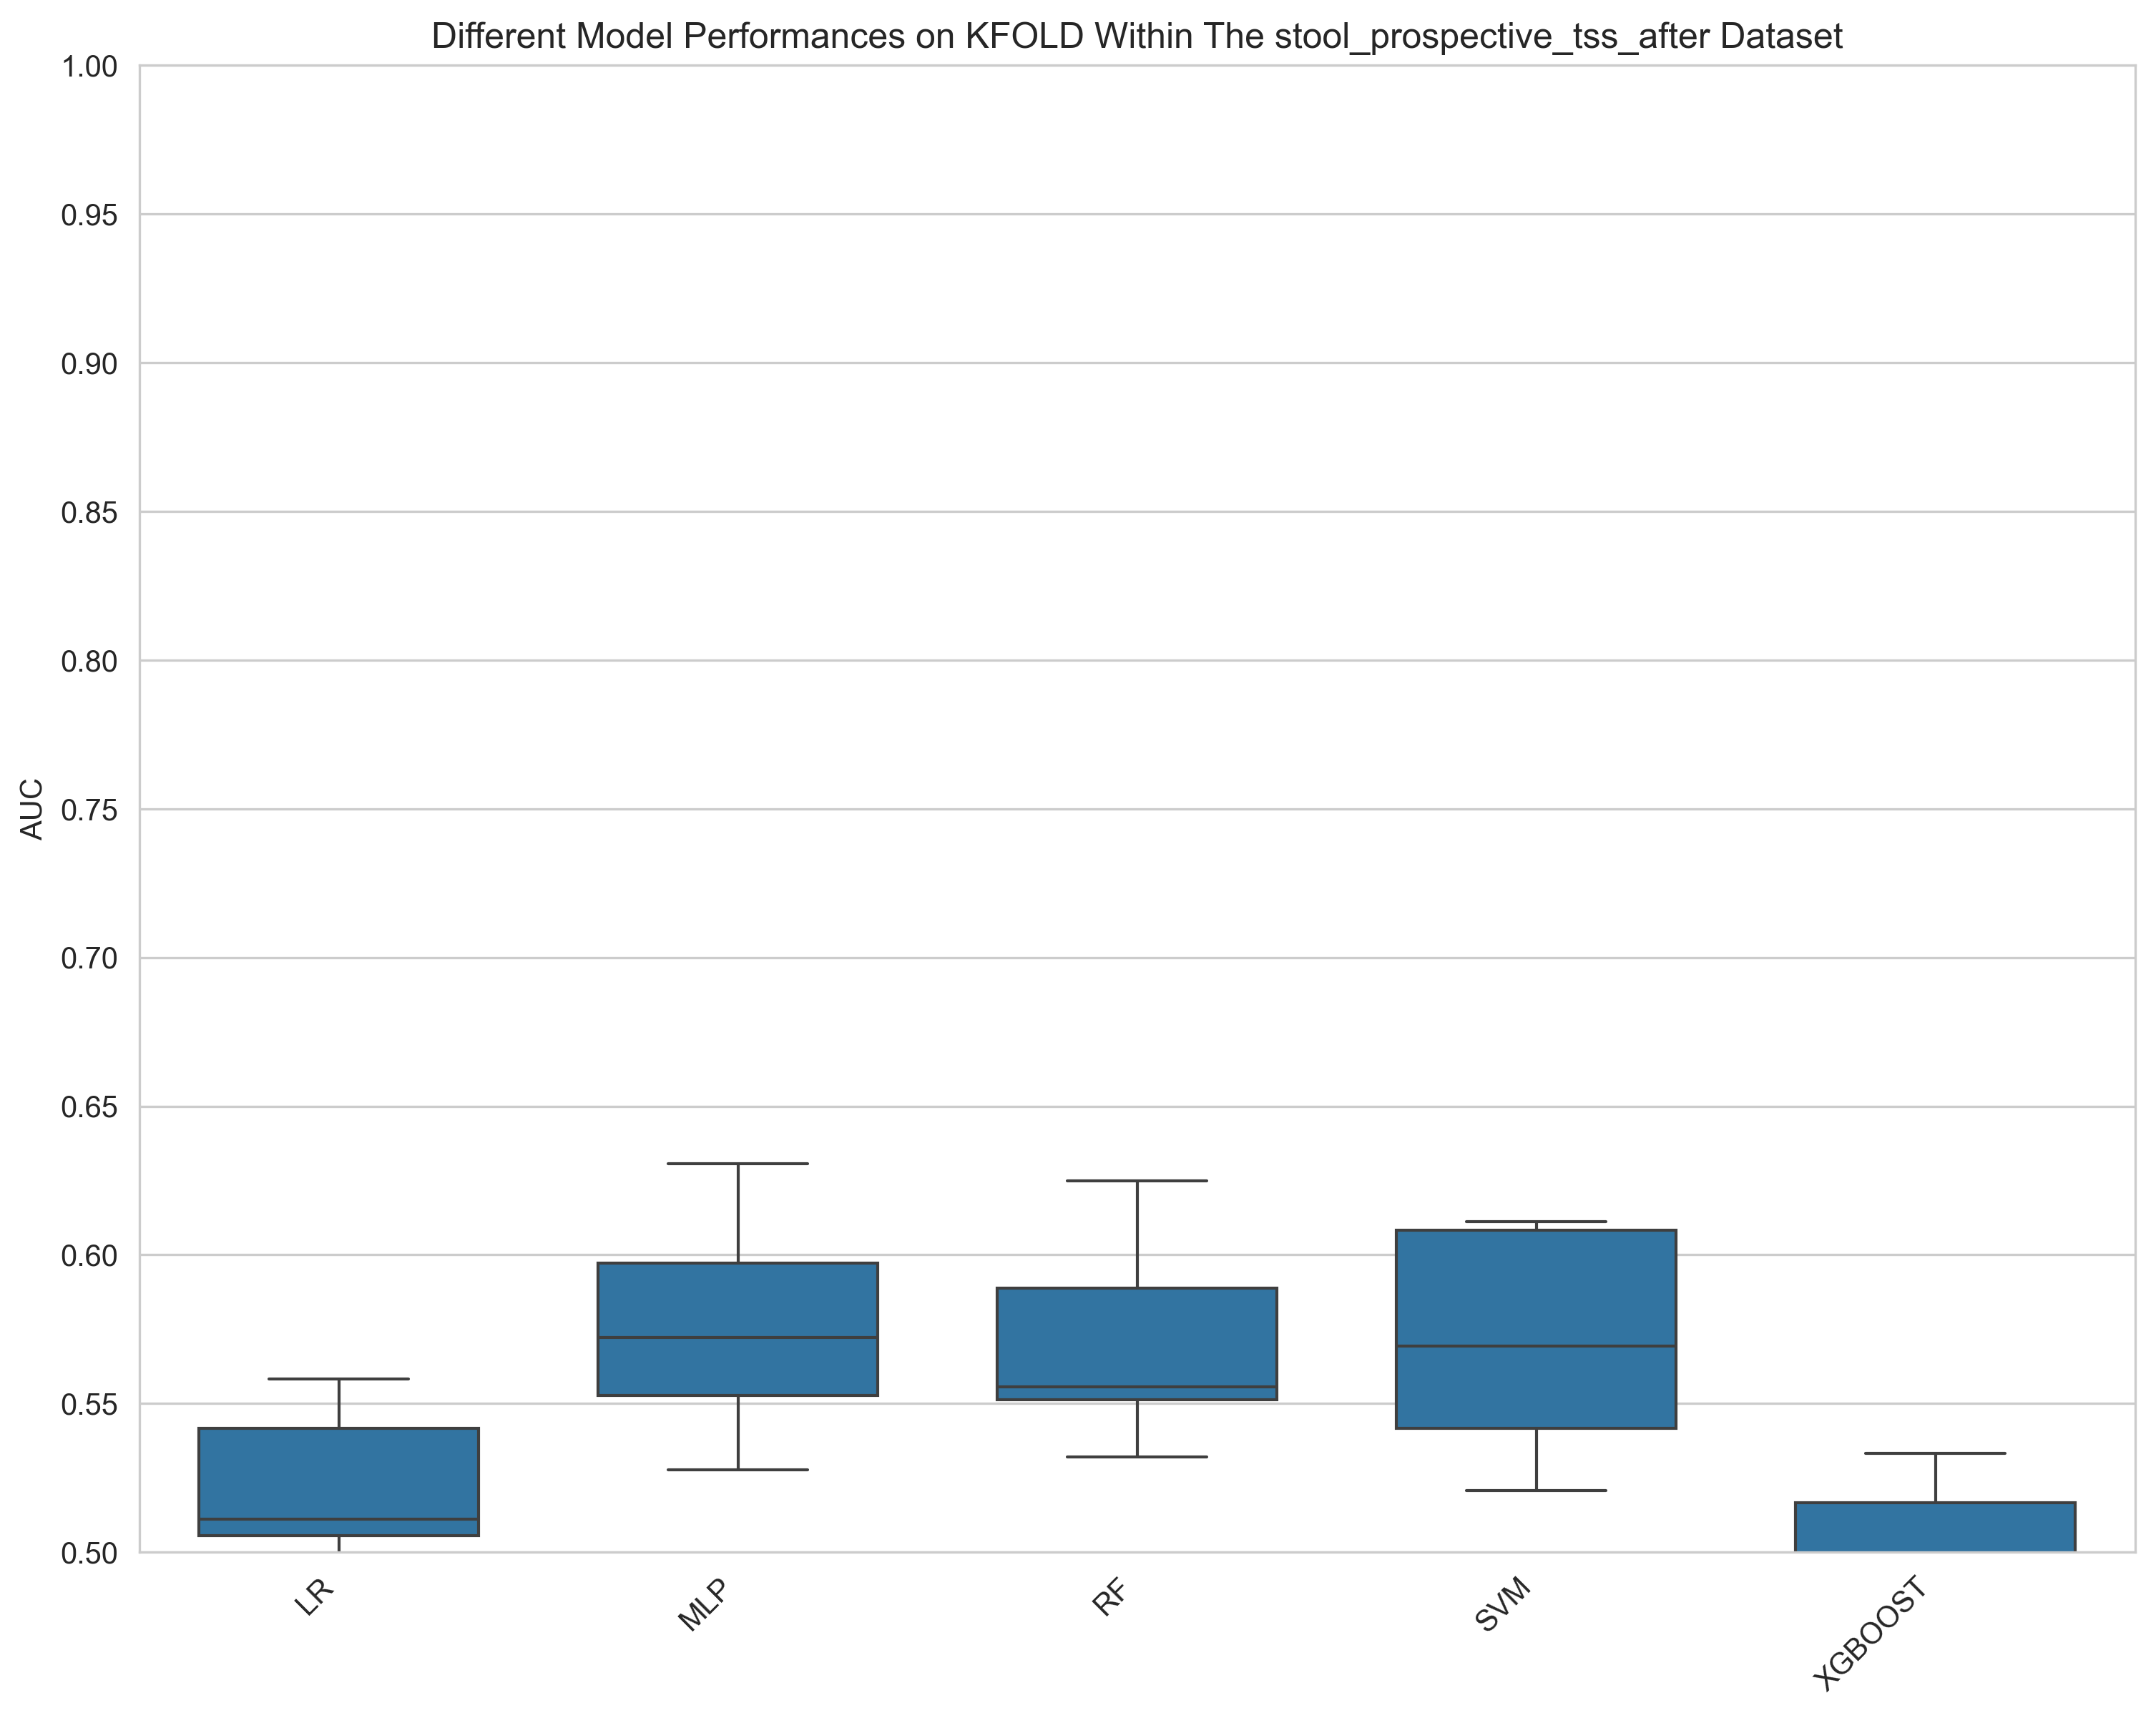 Different Model Performances on KFOLD Within The stool_prospective_tss_after Dataset
1.00
0.95
0.90
0.85
0.80
0.75
0.70
0.65
0.60
0.55
0.50
AUC
LR
MLP
RF
SVM
XGBOOST